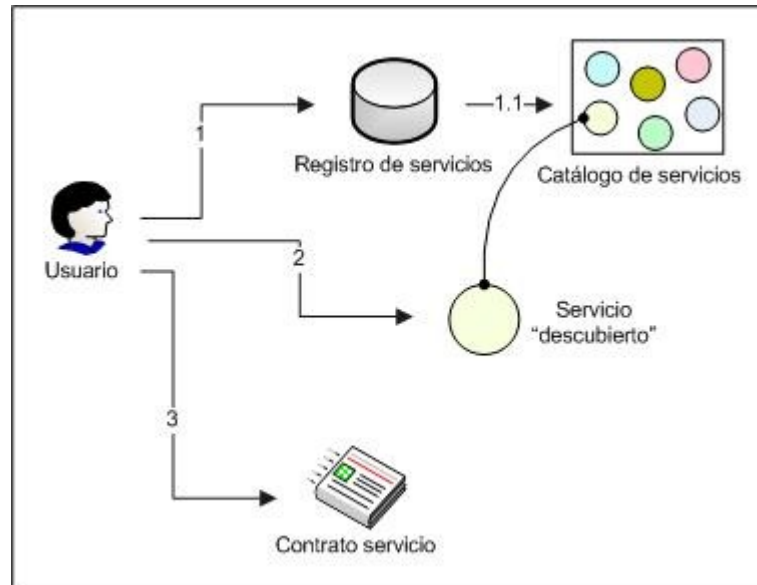 1
1.1
Registro de servicios
Catálogo de servicios
Usuario
2
Servicio
“descubierto”
3
Contrato servicio